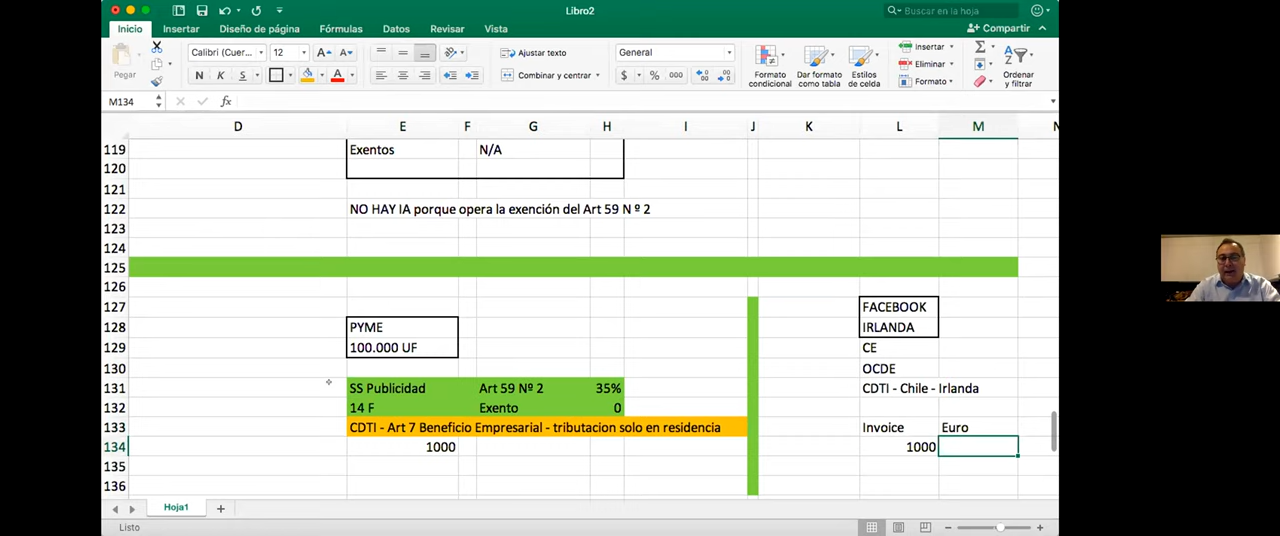 Libro2
Buscar en la hoja
Inicio Insertar Diseño de página Fórmulas Datos Revisar Vista
Compartir
Pegar
Calibri (Cuer... 12
N K S
Ajustar texto
Combinar y centrar
General
$ % 000
Formato condicional
Dar formato como tabla
Estilos de celda
Insertar
Eliminar
Formato
Ordenar y filtrar
M134 fx
D E F G H I J K L M N
119 Exentos N/A
120
121
122 NO HAY IA porque opera la exención del Art 59 N º 2
123
124
125
126
127 FACEBOOK
128 PYME IRLANDA
129 100.000 UF CE
130 OCDE
131 SS Publicidad Art 59 Nº 2 35% CDTI - Chile - Irlanda
132 14 F Exento 0
133 CDTI - Art 7 Beneficio Empresarial - tributacion solo en residencia Invoice Euro
134 1000 1000
135
136
Hoja1
Listo